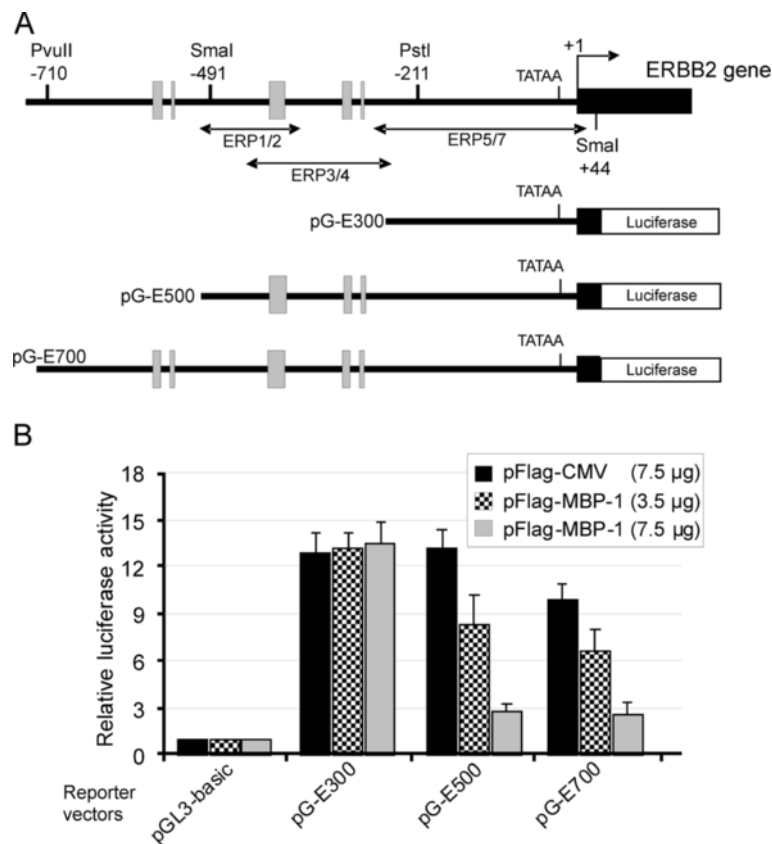 A
PvuII
-710
SmaI
-491
PstI
-211
TATAA
+1
ERBB2 gene
ERP1/2
ERP3/4
ERP5/7
SmaI
+44
pG-E300
TATAA
Luciferase
pG-E500
TATAA
Luciferase
pG-E700
TATAA
Luciferase
B
Relative luciferase activity
18
15
12
9
6
3
0
pFlag-CMV (7.5 µg)
pFlag-MBP-1 (3.5 µg)
pFlag-MBP-1 (7.5 µg)
Reporter
vectors
pGL3-basic
pG-E300
pG-E500
pG-E700